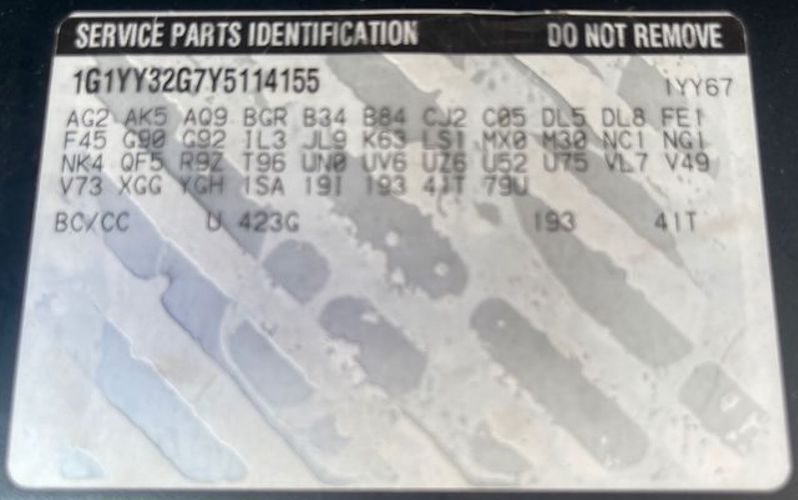 SERVICE PARTS IDENTIFICATION DO NOT REMOVE
1G1YY32G7Y5114155 1YY67
AG2 AK5 AQ9 BGR B34 B84 CJ2 C05 DL5 DL8 FE1
F45 G90 G92 IL3 JL9 K63 LS1 MX0 M30 NC1 NG1
NK4 QF5 R9Z T96 UN0 UV6 UZ6 U52 U75 VL7 V49
V73 XGG YGH 1SA 19I 193 41T 79U
BC/CC U 423G 193 41T